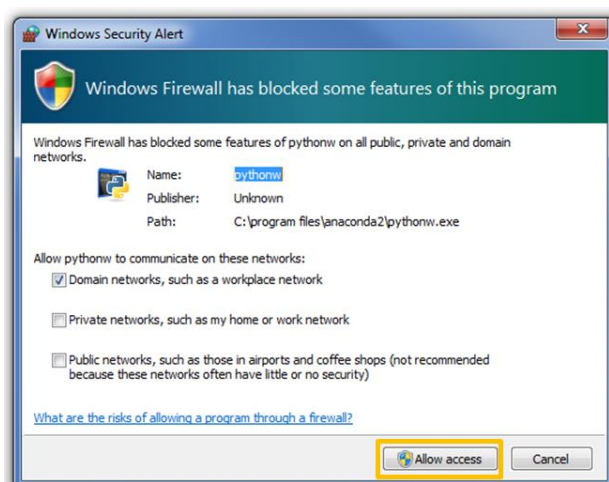 Windows Security Alert
Windows Firewall has blocked some features of this program
Windows Firewall has blocked some features of pythonw on all public, private and domain
networks.
Name: pythonw
Publisher: Unknown
Path: C:\program files\anaconda2\pythonw.exe
Allow pythonw to communicate on these networks:
Domain networks, such as a workplace network
Private networks, such as my home or work network
Public networks, such as those in airports and coffee shops (not recommended
because these networks often have little or no security)
What are the risks of allowing a program through a firewall?
Allow access Cancel